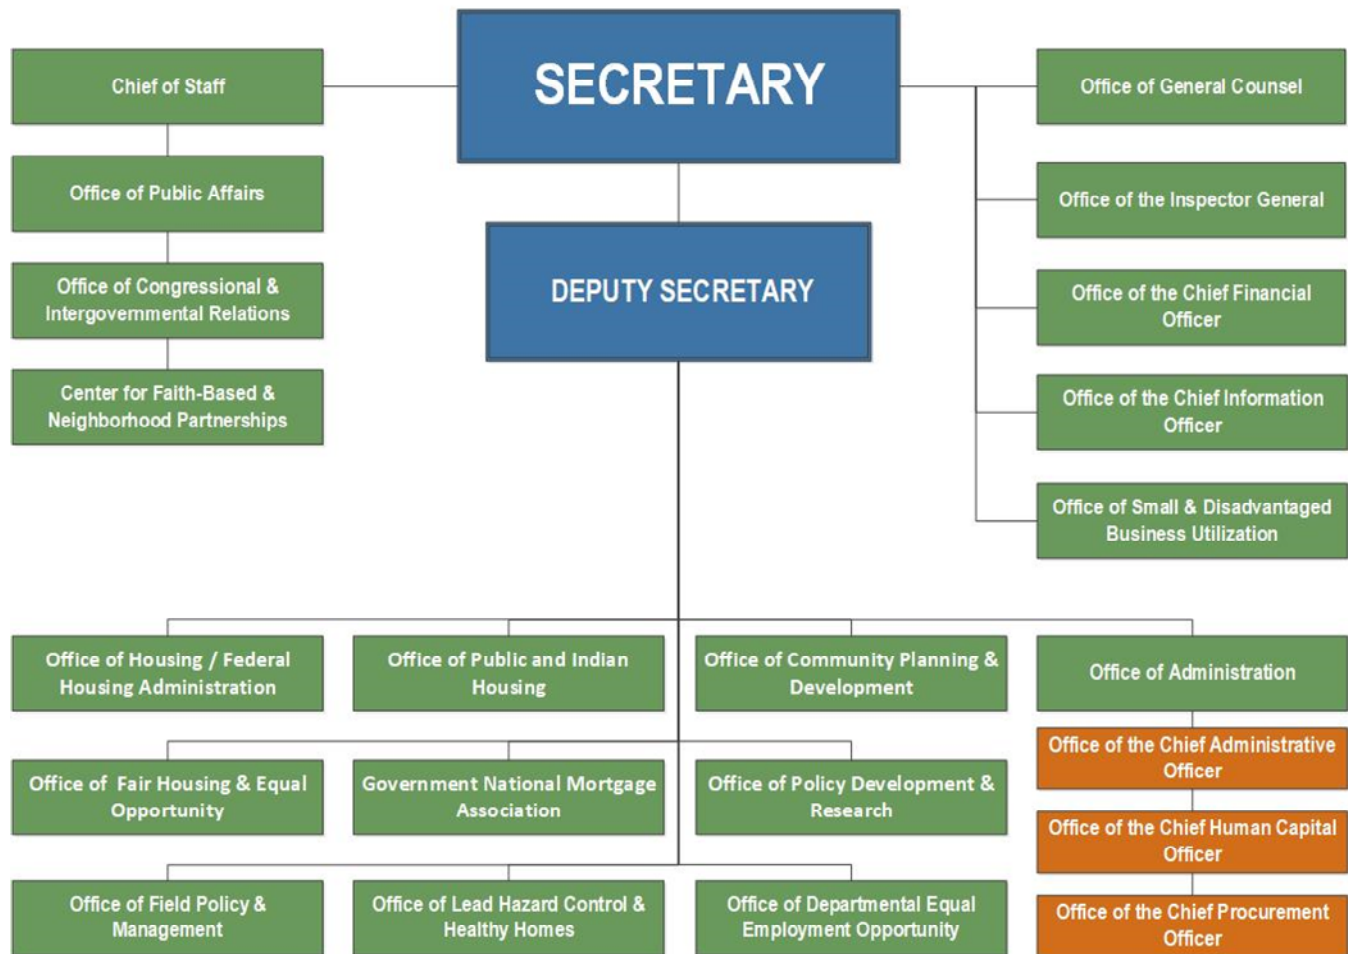 SECRETARY
Chief of Staff
Office of General Counsel
Office of Public Affairs
Office of the Inspector General
DEPUTY SECRETARY
Office of Congressional &
Intergovernmental Relations
Office of the Chief Financial
Officer
Center for Faith-Based &
Neighborhood Partnerships
Office of the Chief Information
Officer
Office of Small & Disadvantaged
Business Utilization
Office of Housing / Federal
Housing Administration
Office of Public and Indian
Housing
Office of Community Planning &
Development
Office of Administration
Office of the Chief Administrative
Officer
Office of Fair Housing & Equal
Opportunity
Government National Mortgage
Association
Office of Policy Development &
Research
Office of the Chief Human Capital
Officer
Office of Field Policy &
Management
Office of Lead Hazard Control &
Healthy Homes
Office of Departmental Equal
Employment Opportunity
Office of the Chief Procurement
Officer